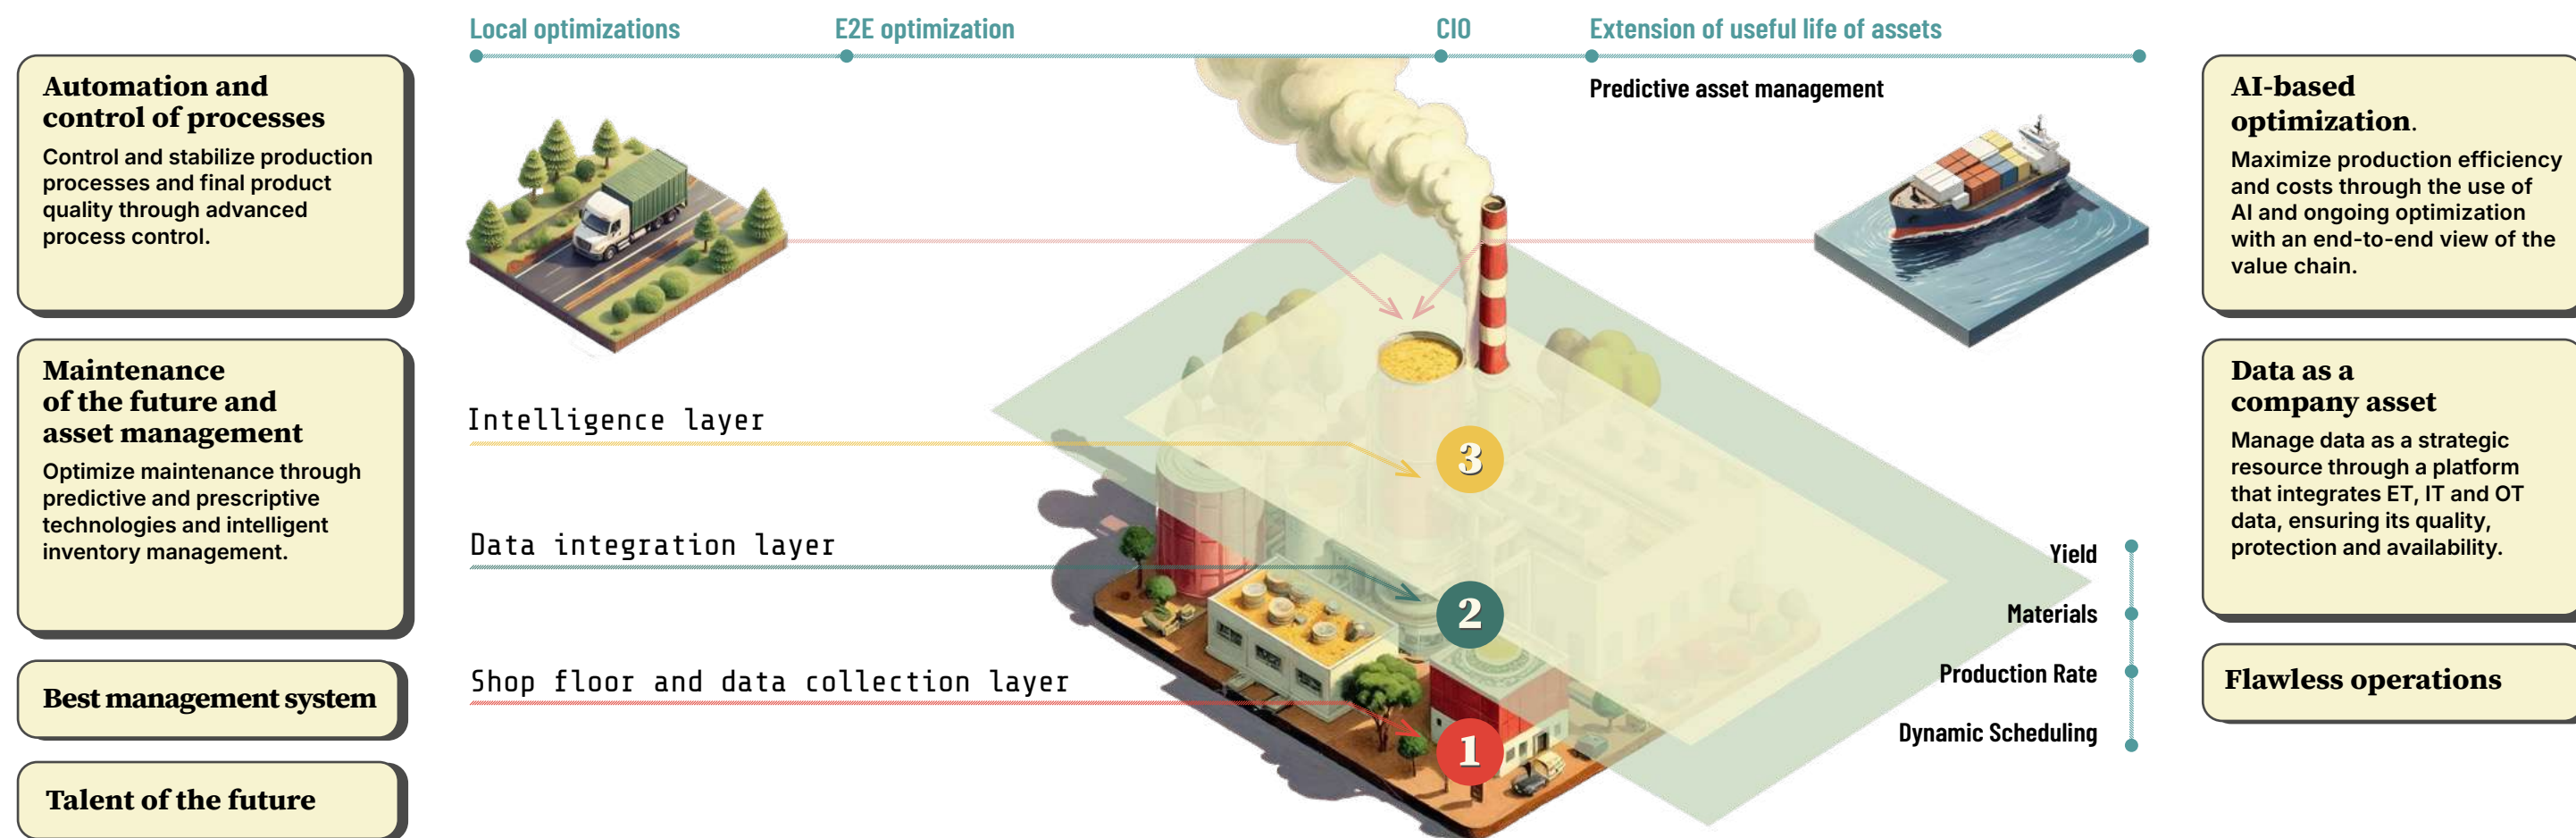 Local optimizations
E2E optimization
CIO
Extension of useful life of assets
Predictive asset management
Automation and
control of processes
Control and stabilize production
processes and final product
quality through advanced
process control.
Maintenance
of the future and
asset management
Optimize maintenance through
predictive and prescriptive
technologies and intelligent
inventory management.
Best management system
Talent of the future
Intelligence layer
3
Data integration layer
2
Shop floor and data collection layer
1
Yield
Materials
Production Rate
Dynamic Scheduling
AI-based
optimization.
Maximize production efficiency
and costs through the use of
AI and ongoing optimization
with an end-to-end view of the
value chain.
Data as a
company asset
Manage data as a strategic
resource through a platform
that integrates ET, IT and OT
data, ensuring its quality,
protection and availability.
Flawless operations